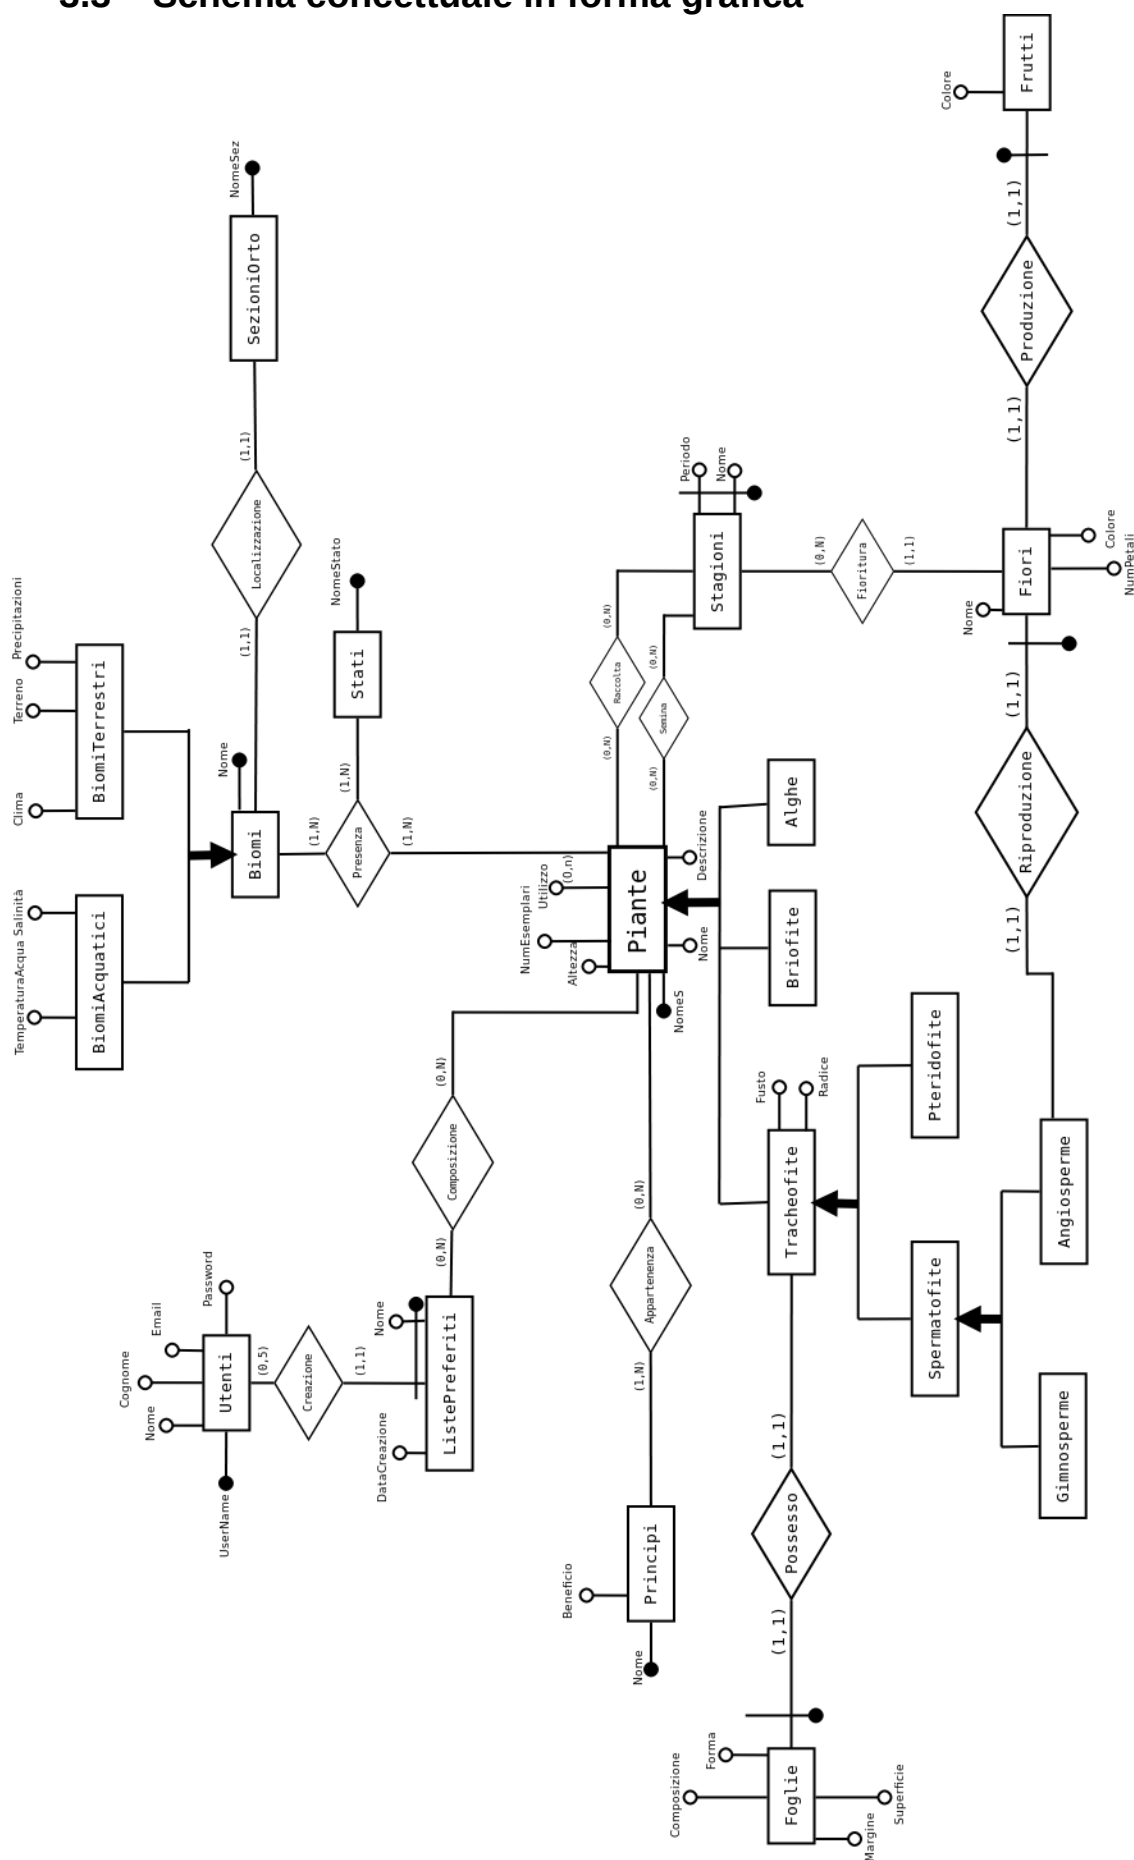 3.3 Schema concettuale in forma grafica
Frutti
Colore
(1,1)
Produzione
(1,1)
NomeSez
SezioniOrto
(1,1)
Localizzazione
(1,1)
Periodo
Nome
Stagioni
(0,N)
Fioritura
(1,1)
Fiori
Colore
NumPetali
Nome
(1,1)
Riproduzione
(1,1)
Precipitazioni
Terreno
Clima
BiomiTerrestri
NomeStato
Stati
(1,N)
Presenza
(1,N)
(1,N)
Nome
Biomi
(0,N)
Raccolta
(0,N)
(0,N)
Semina
(0,N)
Salinità
TemperaturaAcqua
BiomiAcquatici
Utilizzo
(0,n)
NumEsemplari
Altezza
Piante
Descrizione
Nome
NomeS
Alghe
Briofite
Pteridofite
Fusto
Radice
Tracheofite
Angiosperme
Spermatofite
Gimnosperme
(0,N)
Composizione
(0,N)
(0,N)
Appartenenza
(1,N)
Password
Email
Cognome
Nome
UserName
Utenti
(0,5)
Creazione
(1,1)
Nome
DataCreazione
ListePreferiti
Beneficio
Principi
Nome
(1,1)
Possesso
(1,1)
Forma
Composizione
Foglie
Superficie
Margine